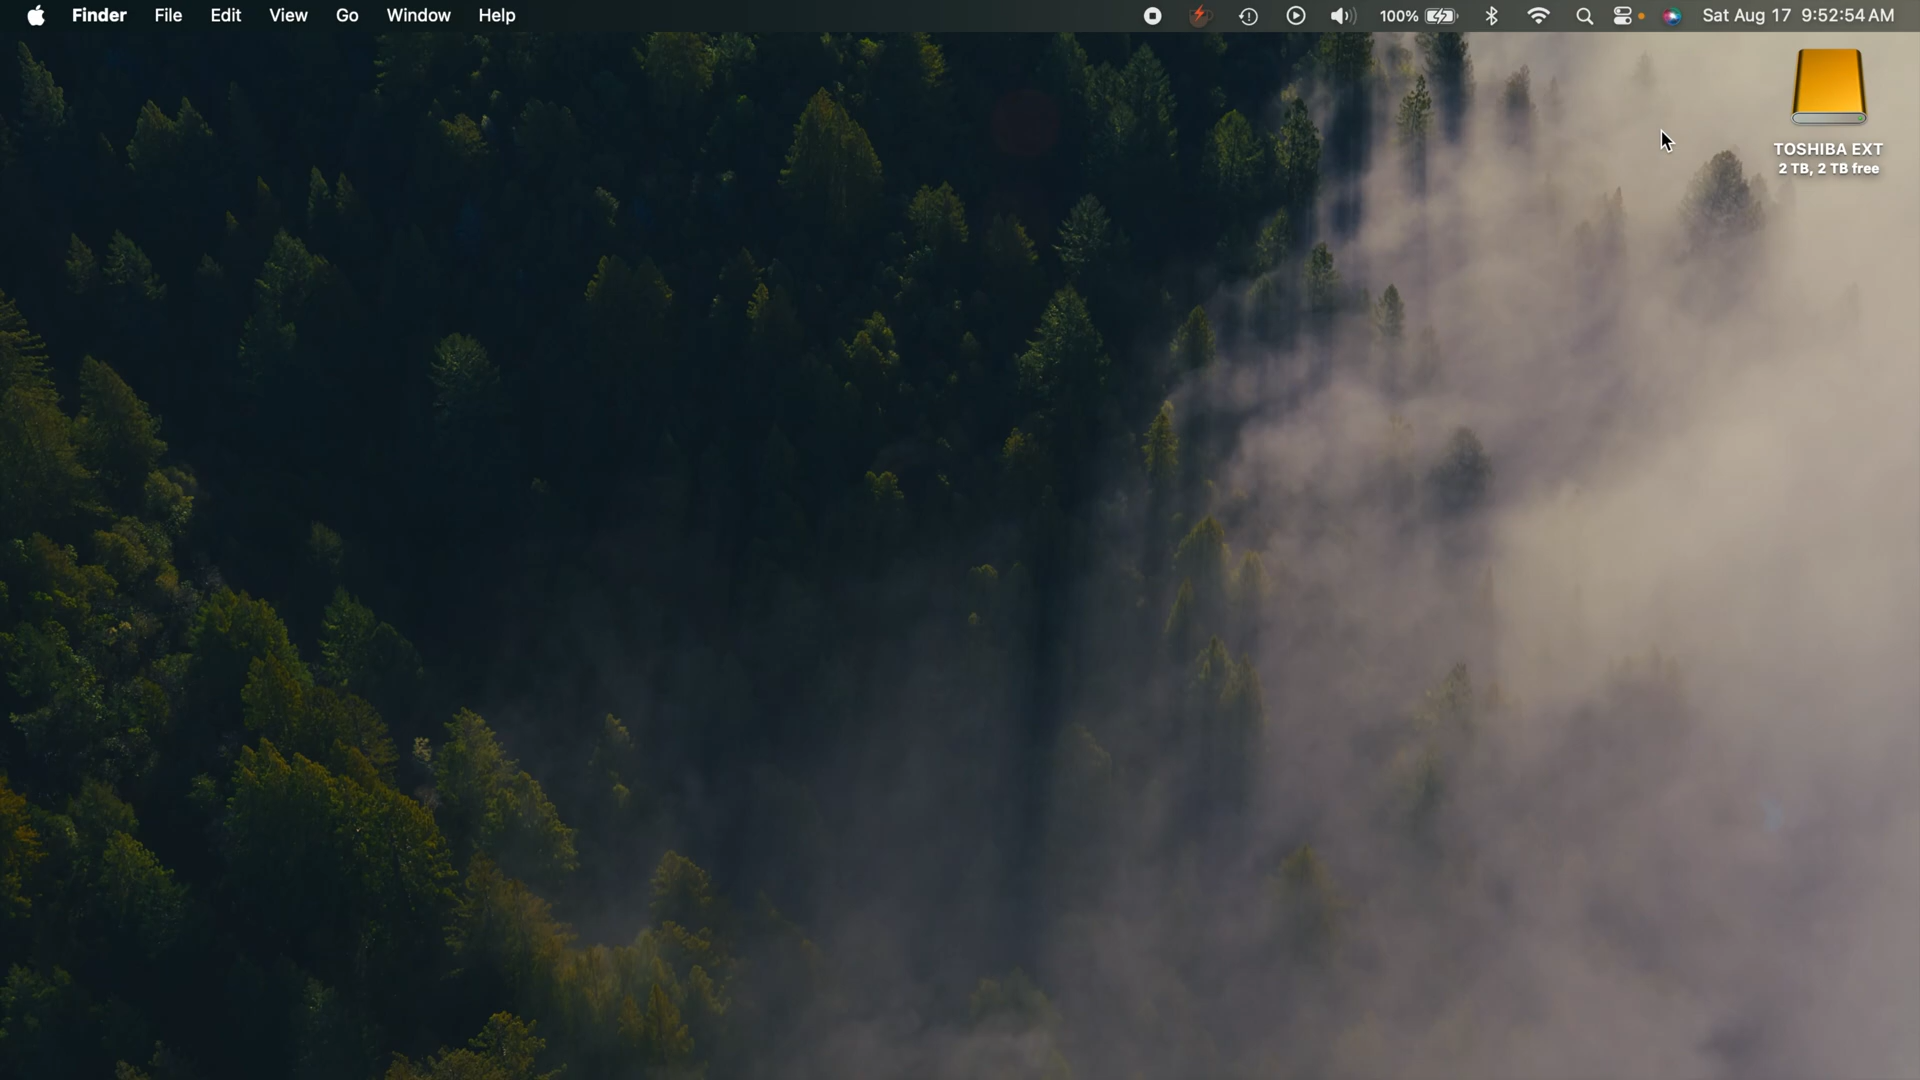 Finder File Edit View Go Window Help 100% Sat Aug 17 9:52:54 AM
TOSHIBA EXT
2 TB, 2 TB free